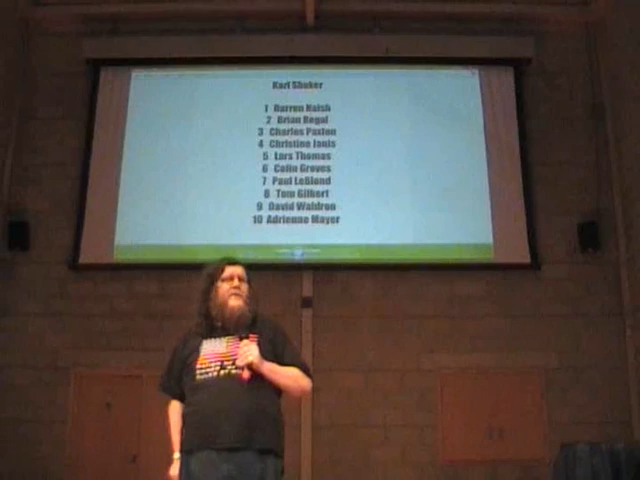 Karl Shuker
1 Darren Naish
2 Brian Regal
3 Charles Paxton
4 Christine Janis
5 Lars Thomas
6 Colin Groves
7 Paul LeBlond
8 Tom Gilbert
9 David Waldron
10 Adrienne Mayer